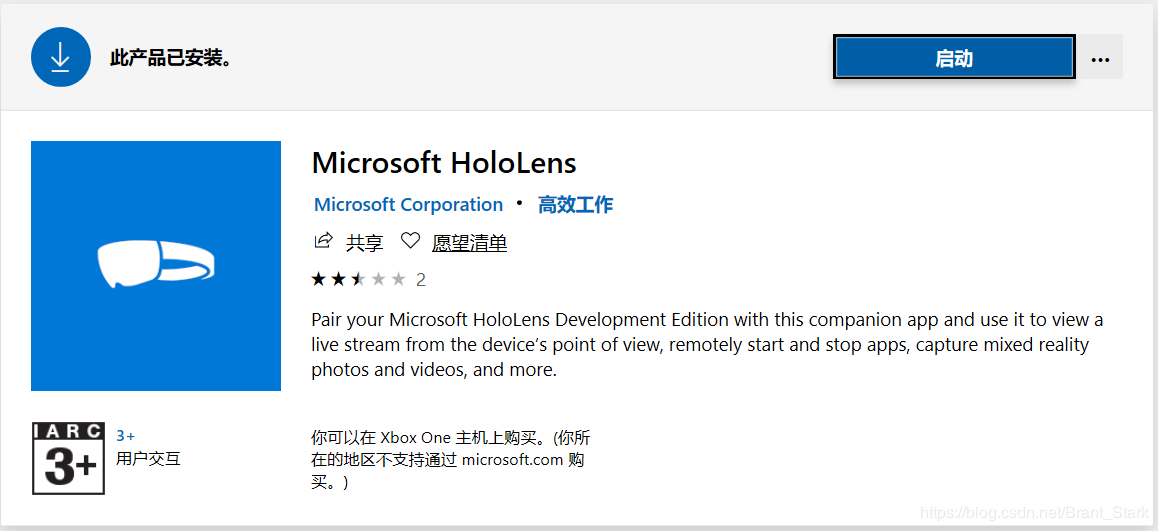 此产品已安装。
启动
...
Microsoft HoloLens
Microsoft Corporation • 高效工作
共享 愿望清单
2
Pair your Microsoft HoloLens Development Edition with this companion app and use it to view a
live stream from the device's point of view, remotely start and stop apps, capture mixed reality
photos and videos, and more.
IARC
3+
3+
用户交互
你可以在 Xbox One 主机上购买。(你所
在的地区不支持通过 microsoft.com 购
买。)
https://blog.csdn.net/Brant_Stark